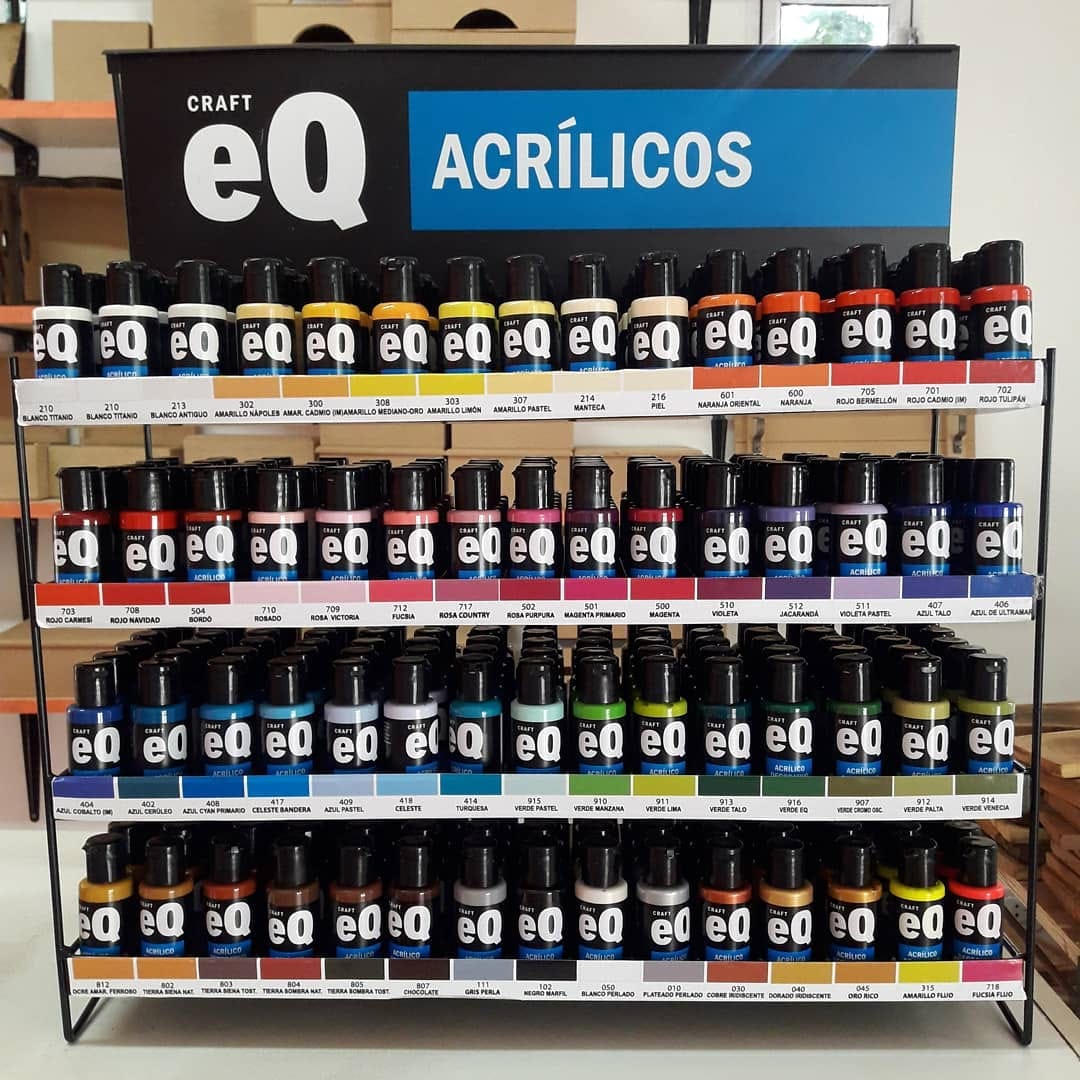 CRAFT
eQ
ACRÍLICOS
CRAFT eQ ACRÍLICO
210 BLANCO TITANIO
210 BLANCO TITANIO
213 BLANCO ANTIGUO
302 AMARILLO NÁPOLES
300 AMAR. CADMIO (IM)
308 AMARILLO MEDIANO-ORO
303 AMARILLO LIMÓN
307 AMARILLO PASTEL
214 MANTECA
216 PIEL
601 NARANJA ORIENTAL
600 NARANJA
705 ROJO BERMELLÓN
701 ROJO CADMIO (IM)
702 ROJO TULIPÁN
703 ROJO CARMESÍ
708 ROJO NAVIDAD
504 BORDÓ
710 ROSADO
709 ROSA VICTORIA
712 FUCSIA
717 ROSA COUNTRY
502 ROSA PURPURA
501 MAGENTA PRIMARIO
500 MAGENTA
510 VIOLETA
512 JACARANDÁ
511 VIOLETA PASTEL
407 AZUL TALO
406 AZUL DE ULTRAMAR
404 AZUL COBALTO (IM)
402 AZUL CERÚLEO
408 AZUL CYAN PRIMARIO
417 CELESTE BANDERA
409 AZUL PASTEL
418 CELESTE
414 TURQUESA
915 VERDE PASTEL
910 VERDE MANZANA
911 VERDE LIMA
913 VERDE TALO
916 VERDE EQ
907 VERDE CROMO OSC.
912 VERDE PALTA
914 VERDE VENECIA
812 OCRE AMAR. FERROSO
802 TIERRA SIENA NAT.
803 TIERRA SIENA TOST.
804 TIERRA SOMBRA NAT.
805 TIERRA SOMBRA TOST.
807 CHOCOLATE
111 GRIS PERLA
102 NEGRO MARFIL
050 BLANCO PERLADO
010 PLATEADO PERLADO
030 COBRE IRIDISCENTE
040 DORADO IRIDISCENTE
045 ORO RICO
315 AMARILLO FLUO
718 FUCSIA FLUO